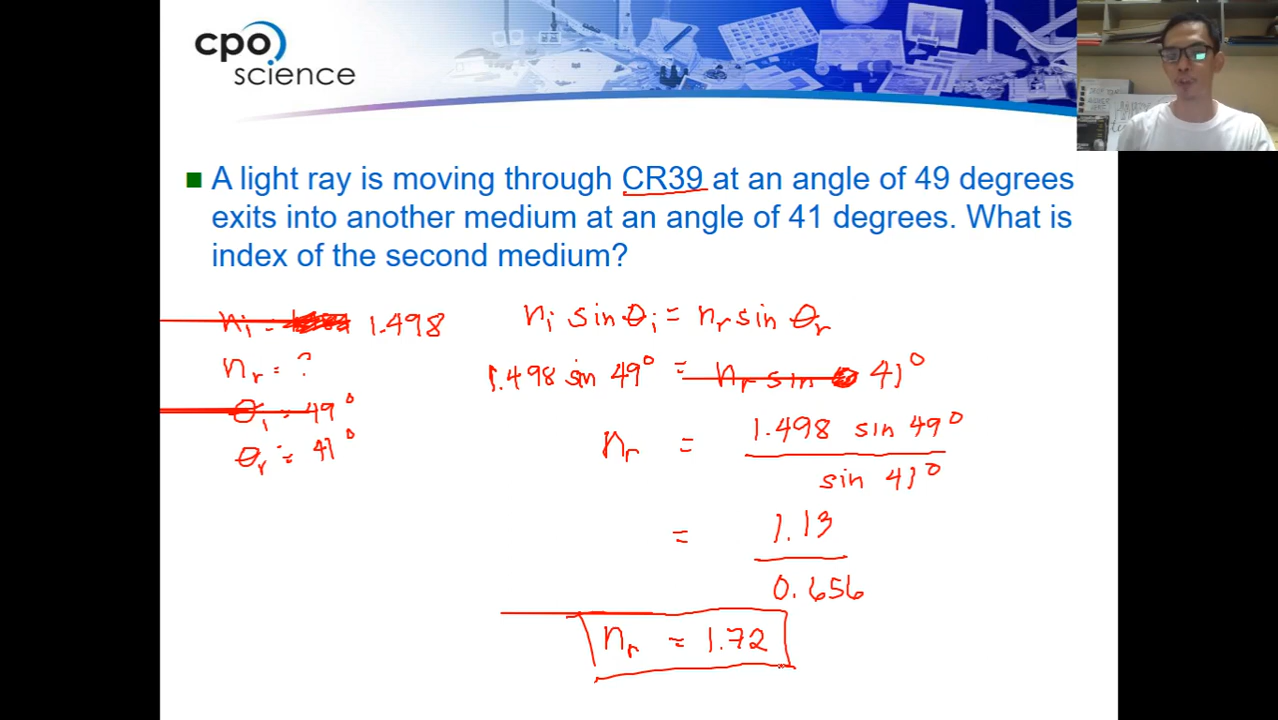 cpo
science
■ A light ray is moving through CR39 at an angle of 49 degrees
exits into another medium at an angle of 41 degrees. What is
index of the second medium?
nᵢ = 1.498
nᵣ = ?
θᵢ = 49°
θᵣ = 41°
nᵢ sin θᵢ = nᵣ sin θᵣ
1.498 sin 49° = nᵣ sin 41°
nᵣ = 1.498 sin 49°
sin 41°
= 1.13
0.656
nᵣ = 1.72